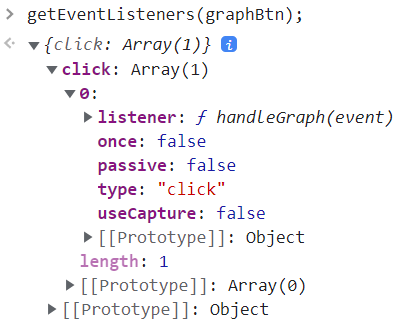 getEventListeners(graphBtn);
{click: Array(1)} i
click: Array(1)
0:
listener: ƒ handleGraph(event)
once: false
passive: false
type: "click"
useCapture: false
[[Prototype]]: Object
length: 1
[[Prototype]]: Array(0)
[[Prototype]]: Object